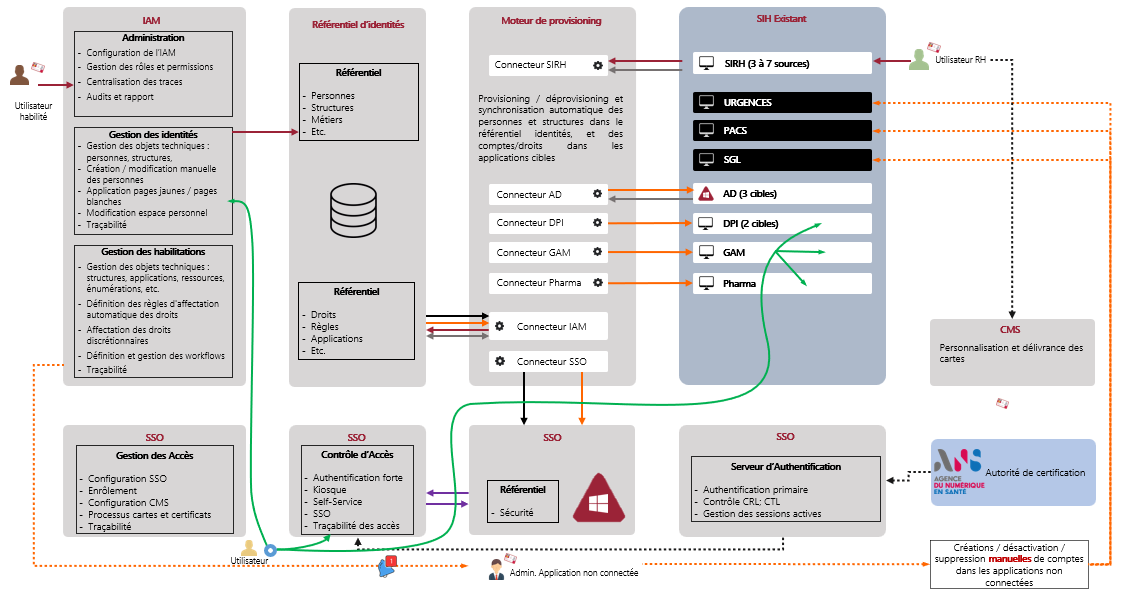 IAM
Administration
- Configuration de l'IAM
- Gestion des rôles et permissions
- Centralisation des traces
- Audits et rapport
Utilisateur
habilité
Gestion des identités
- Gestion des objets techniques :
personnes, structures,
- Création / modification manuelle
des personnes
- Application pages jaunes / pages
blanches
- Modification espace personnel
- Traçabilité
Gestion des habilitations
- Gestion des objets techniques :
structures, applications, ressources,
énumérations, etc.
- Définition des règles d'affectation
automatique des droits
- Affectation des droits
discrétionnaires
- Définition et gestion des workflows
- Traçabilité
Référentiel d'identités
Référentiel
- Personnes
- Structures
- Métiers
- Etc.
Référentiel
- Droits
- Règles
- Applications
- Etc.
Moteur de provisioning
Connecteur SIRH
Provisioning / déprovisioning et
synchronisation automatique des
personnes et structures dans le
référentiel identités, et des
comptes/droits dans les
applications cibles
Connecteur AD
Connecteur DPI
Connecteur GAM
Connecteur Pharma
Connecteur IAM
Connecteur SSO
SIH Existant
SIRH (3 à 7 sources)
URGENCES
PACS
SGL
AD (3 cibles)
DPI (2 cibles)
GAM
Pharma
Utilisateur RH
CMS
Personnalisation et délivrance des
cartes
SSO
Gestion des Accès
- Configuration SSO
- Enrôlement
- Configuration CMS
- Processus cartes et certificats
- Traçabilité
SSO
Contrôle d'Accès
- Authentification forte
- Kiosque
- Self-Service
- SSO
- Traçabilité des accès
SSO
Référentiel
- Sécurité
SSO
Serveur d'Authentification
- Authentification primaire
- Contrôle CRL: CTL
- Gestion des sessions actives
ANS
AGENCE
DU NUMÉRIQUE
EN SANTÉ
Autorité de certification
Utilisateur
Admin. Application non connectée
Créations / désactivation /
suppression manuelles de comptes
dans les applications non
connectées